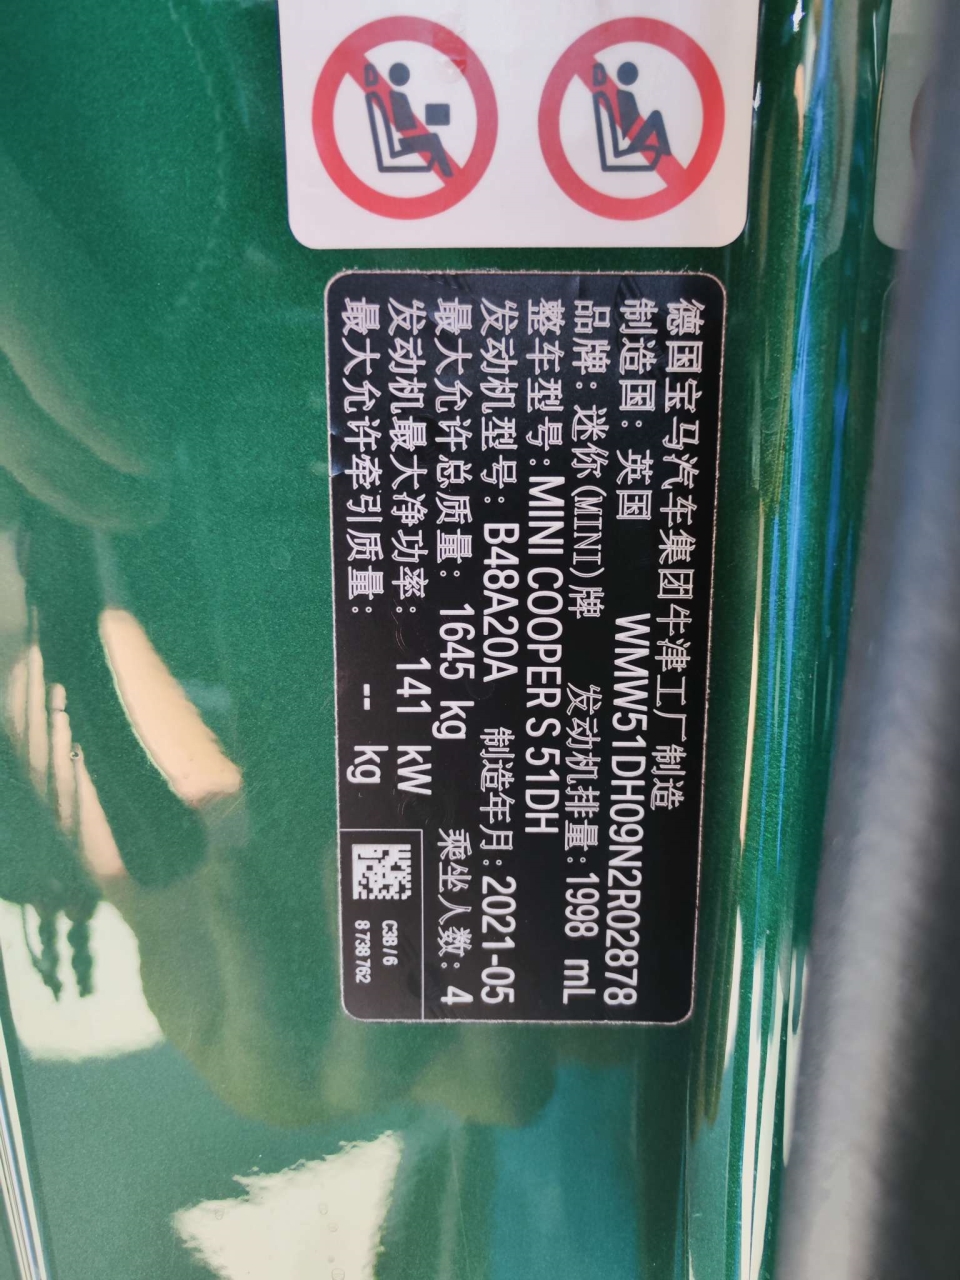 德国宝马汽车集团牛津工厂制造
制造国：英国 WMW51DH09N2R02878
品牌：迷你(MINI)牌 发动机排量：1998 mL
整车型号：MINI COOPER S 51DH
发动机型号：B48A20A 制造年月：2021-05
最大允许总质量：1645 kg 乘坐人数：4
发动机最大净功率：141 kW
最大允许牵引质量：-- kg
C3B / 6
8 738 762